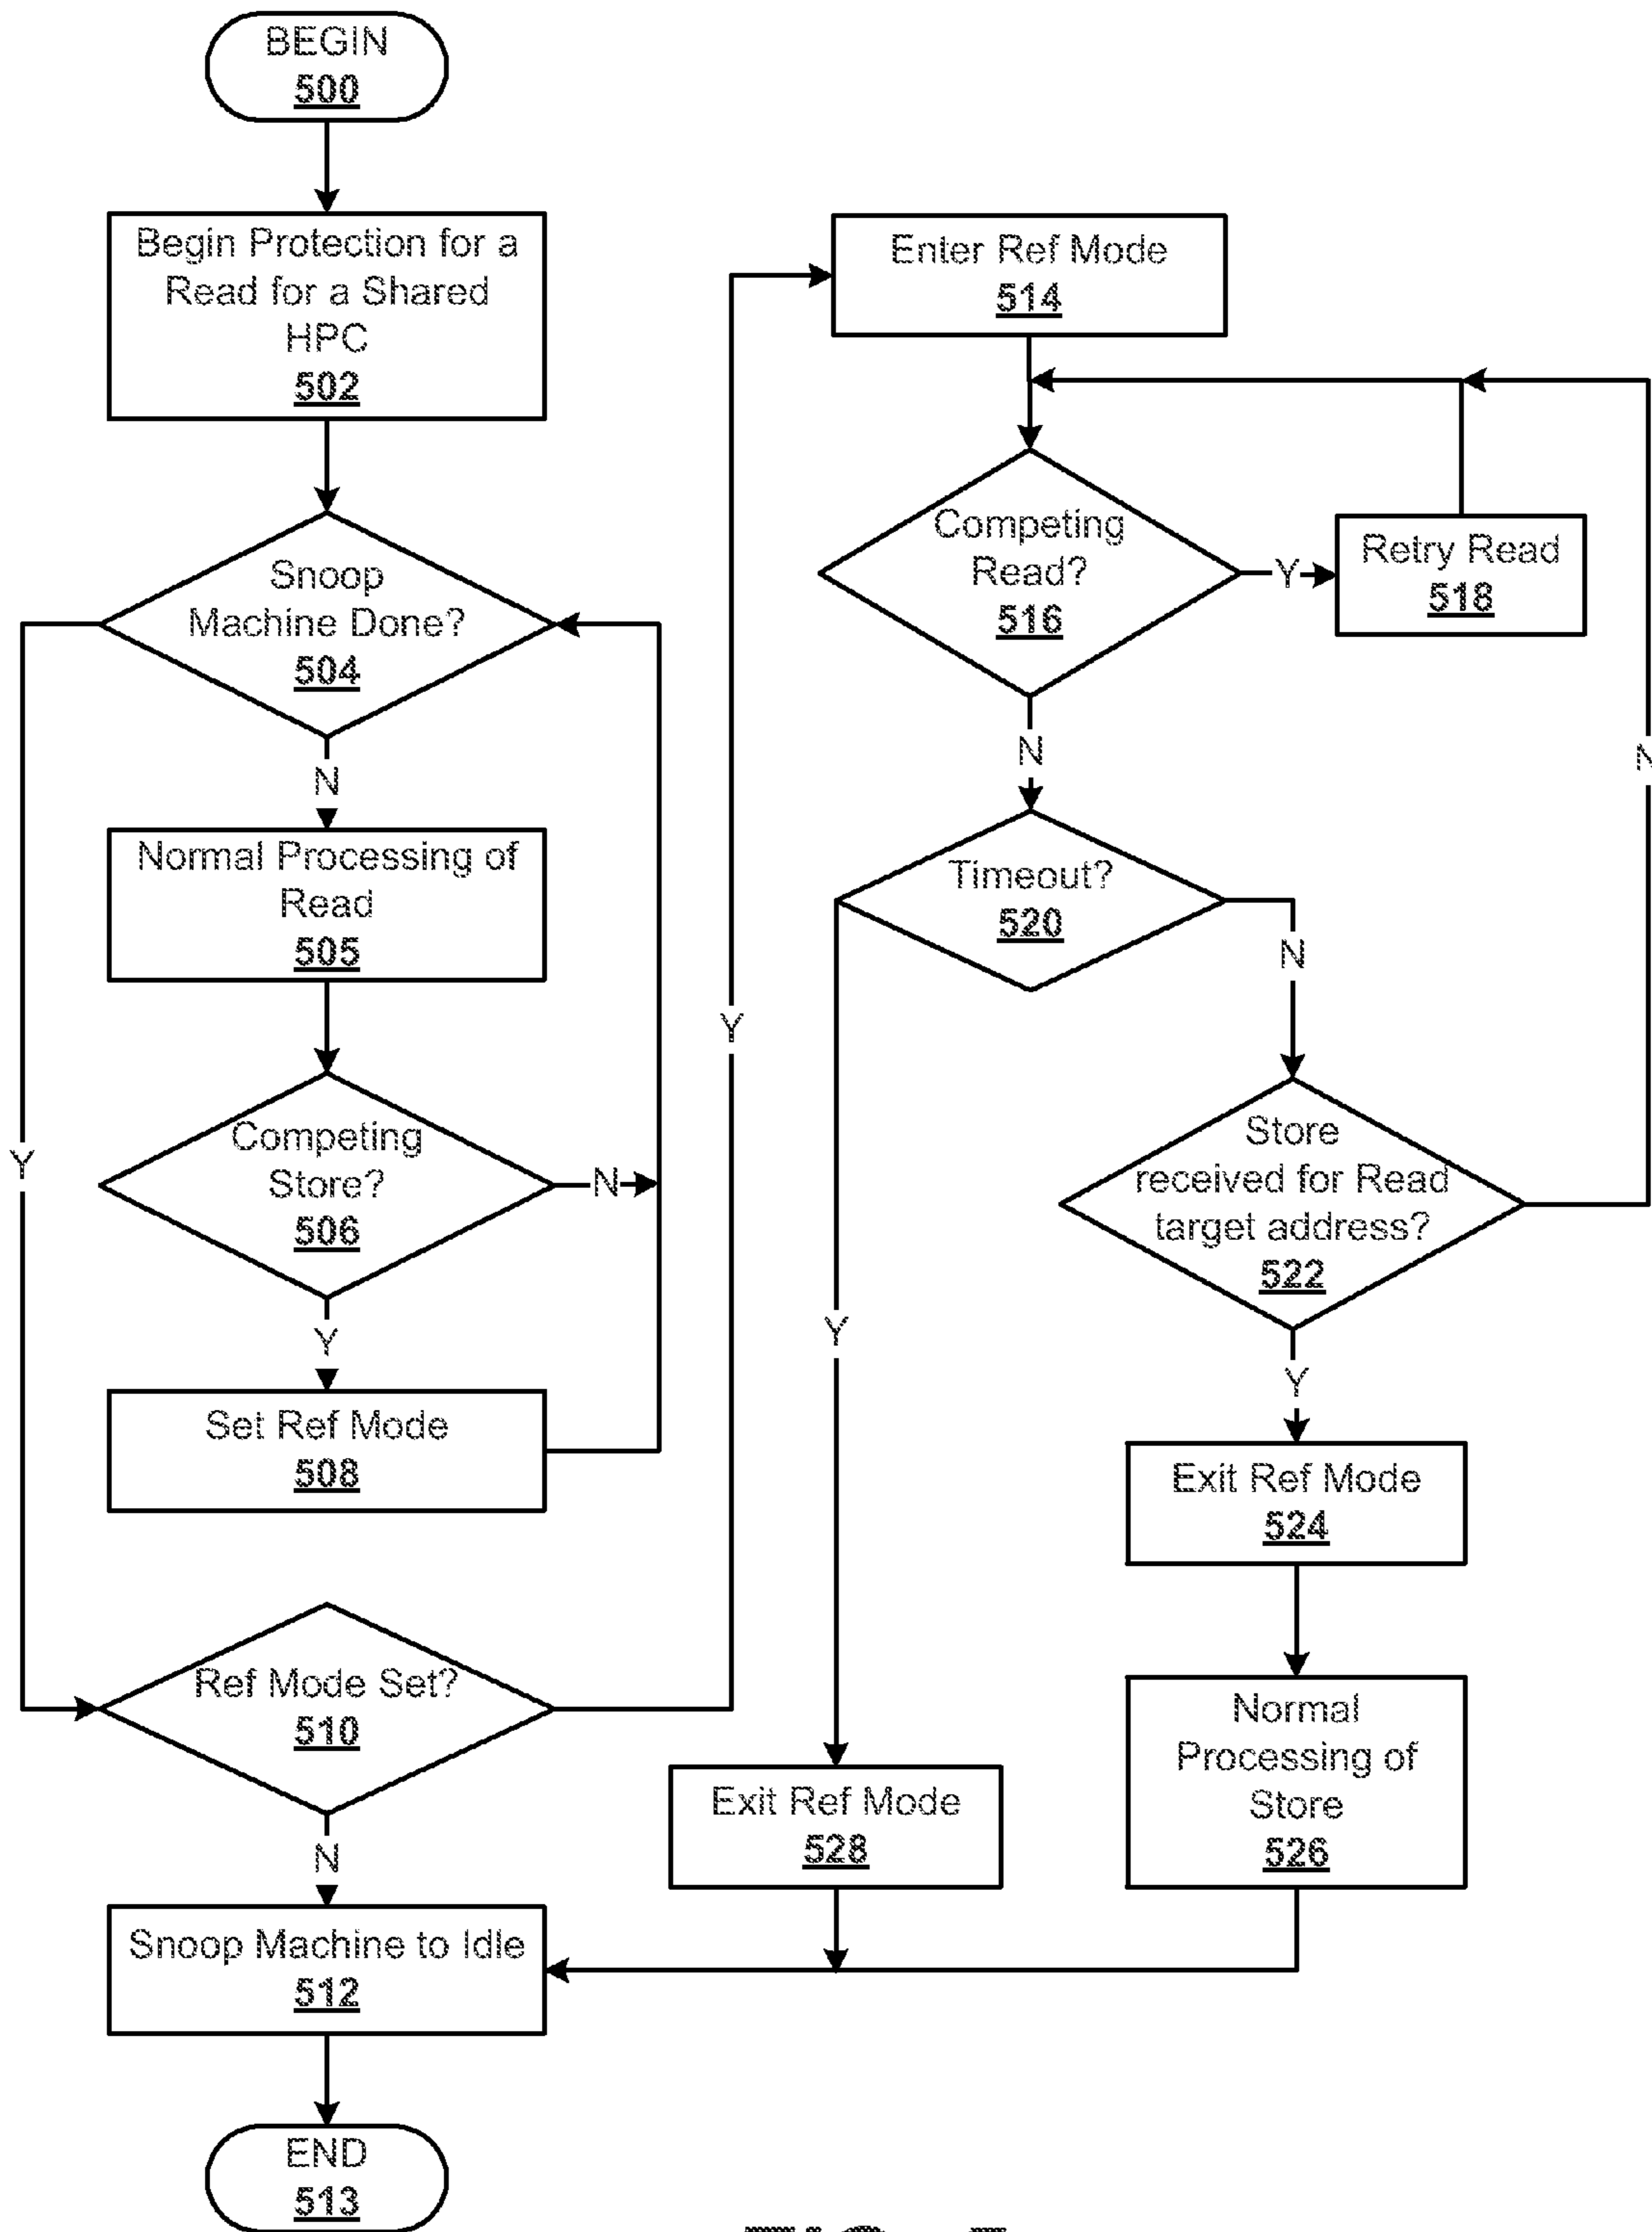 BEGIN
500
Begin Protection for a
Read for a Shared
HPC
502
Snoop
Machine Done?
504
N
Normal Processing of
Read
505
Y
Competing
Store?
506
N
Y
Set Ref Mode
508
Ref Mode Set?
510
Y
N
Snoop Machine to Idle
512
END
513
Enter Ref Mode
514
Competing
Read?
516
Y
Retry Read
518
N
N
Timeout?
520
N
Y
Store
received for Read
target address?
522
Y
Exit Ref Mode
524
Normal
Processing of
Store
526
Exit Ref Mode
528